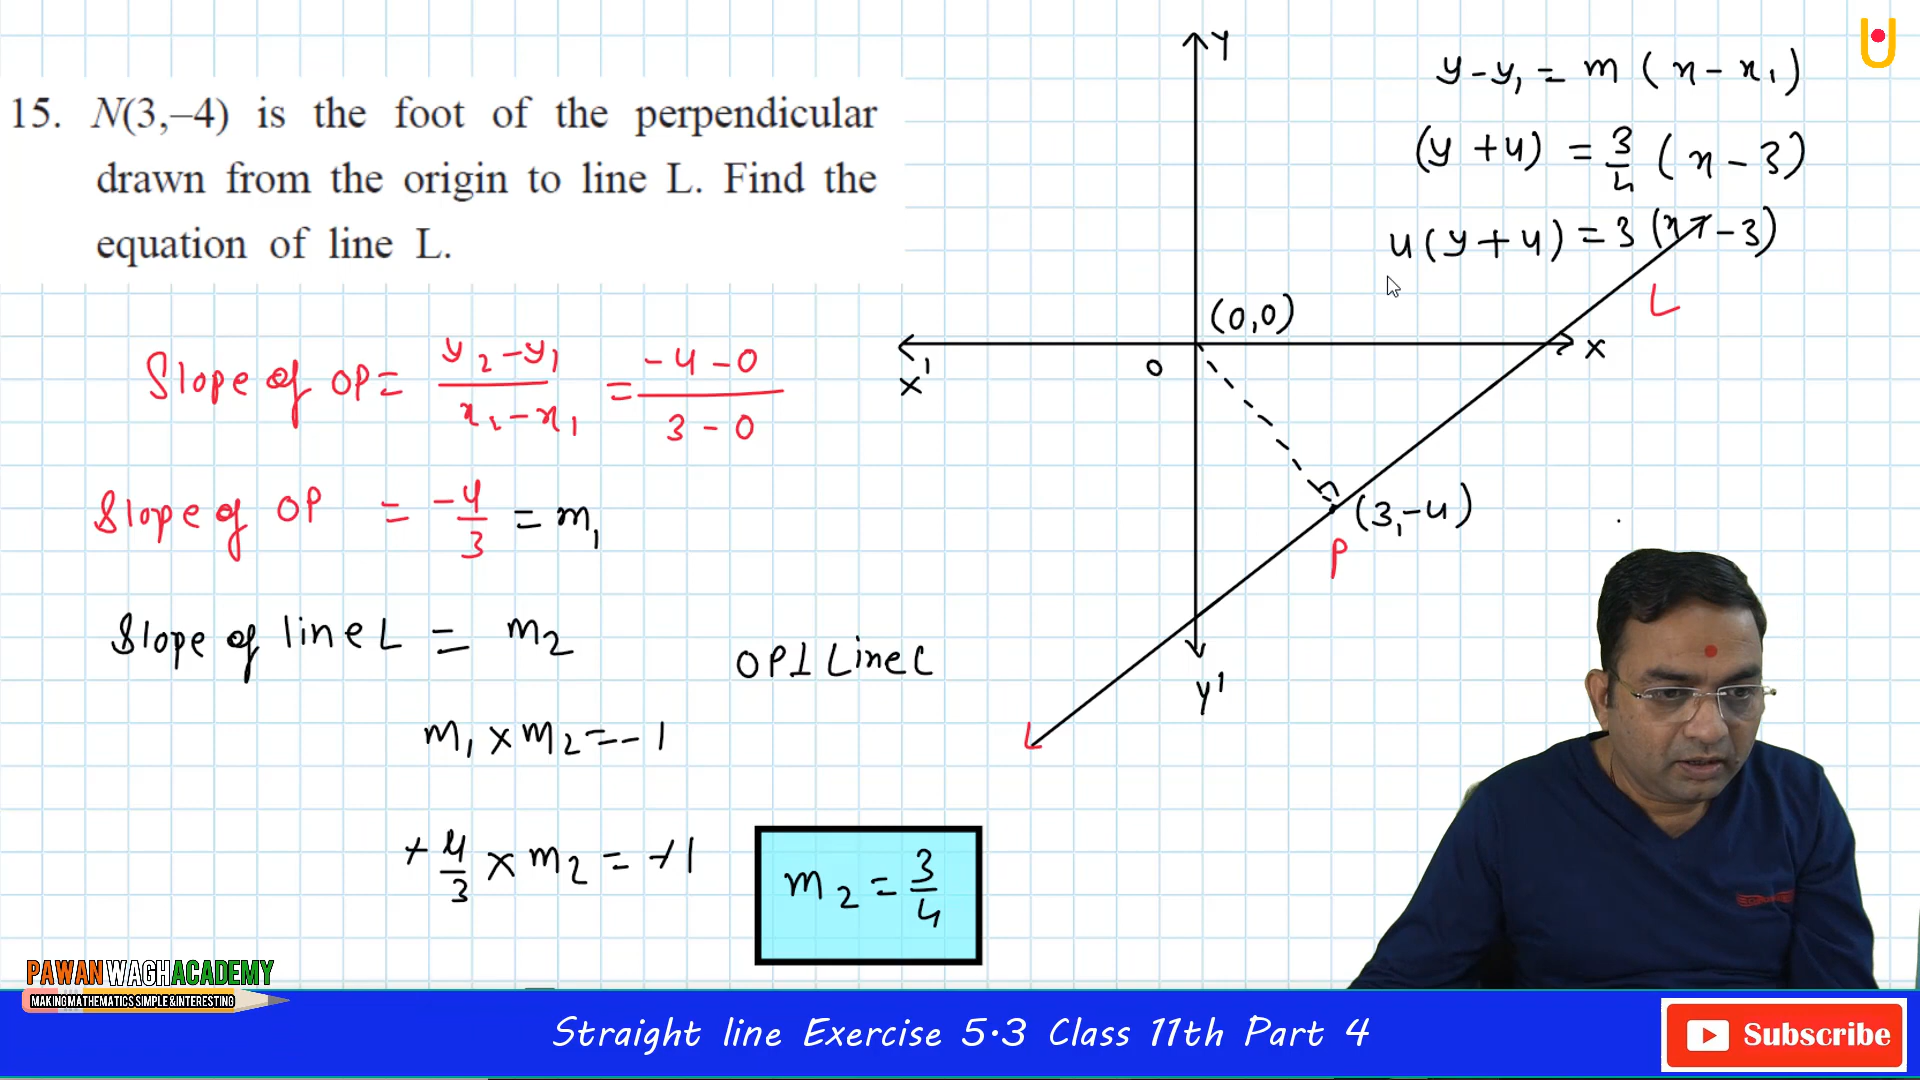 15. N(3,–4) is the foot of the perpendicular
drawn from the origin to line L. Find the
equation of line L.
Slope of OP = y2 - y1 / x2 - x1 = -4 - 0 / 3 - 0
Slope of OP = -4/3 = m1
Slope of line L = m2
OP ⊥ Line L
m1 × m2 = -1
+4/3 × m2 = +1
m2 = 3/4
Y
(0,0)
X
X'
O
(3,-4)
P
L
Y'
L
y - y1 = m (x - x1)
(y + 4) = 3/4 (x - 3)
4(y + 4) = 3 (x - 3)
PAWAN WAGH ACADEMY
MAKING MATHEMATICS SIMPLE & INTERESTING
Straight line Exercise 5.3 Class 11th Part 4
Subscribe